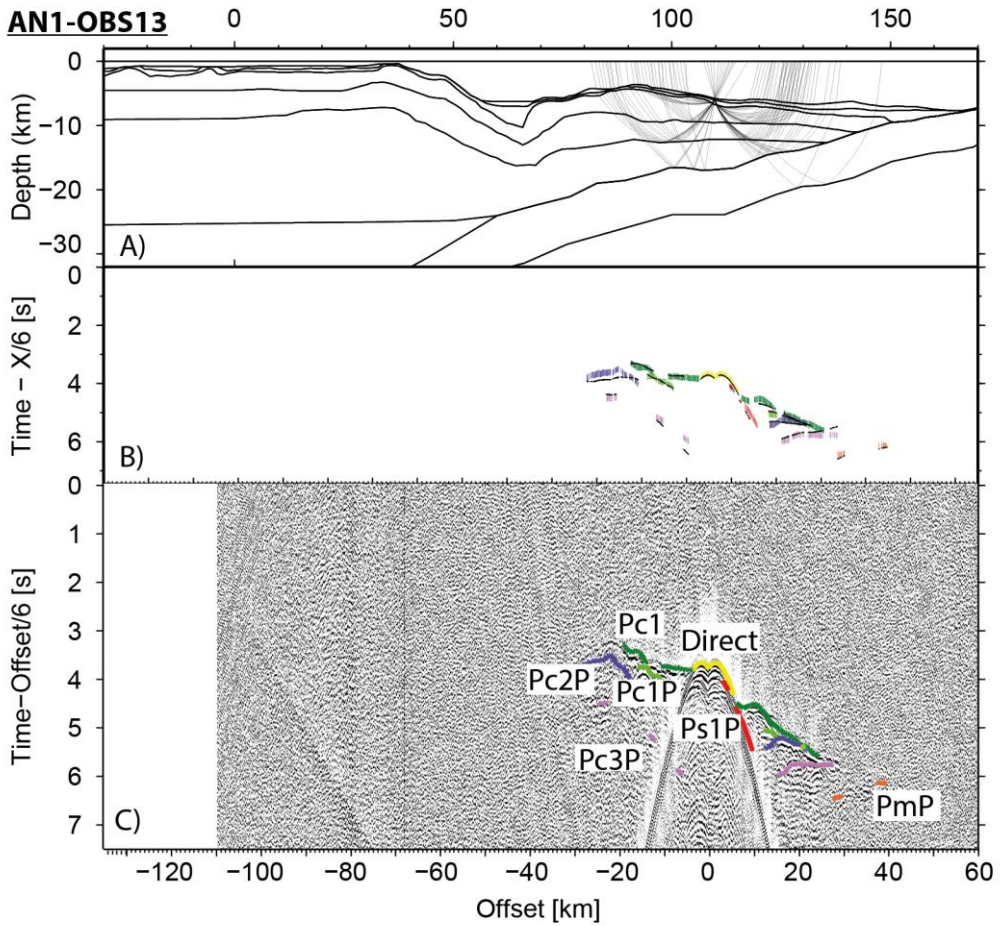 AN1-OBS13
0 50 100 150
0
−10
−20
−30
Depth (km)
A)
0
2
4
6
Time − X/6 [s]
B)
0
1
2
3
4
5
6
7
Time−Offset/6 [s]
Pc1
Direct
Pc2P
Pc1P
Ps1P
Pc3P
PmP
C)
−120 −100 −80 −60 −40 −20 0 20 40 60
Offset [km]